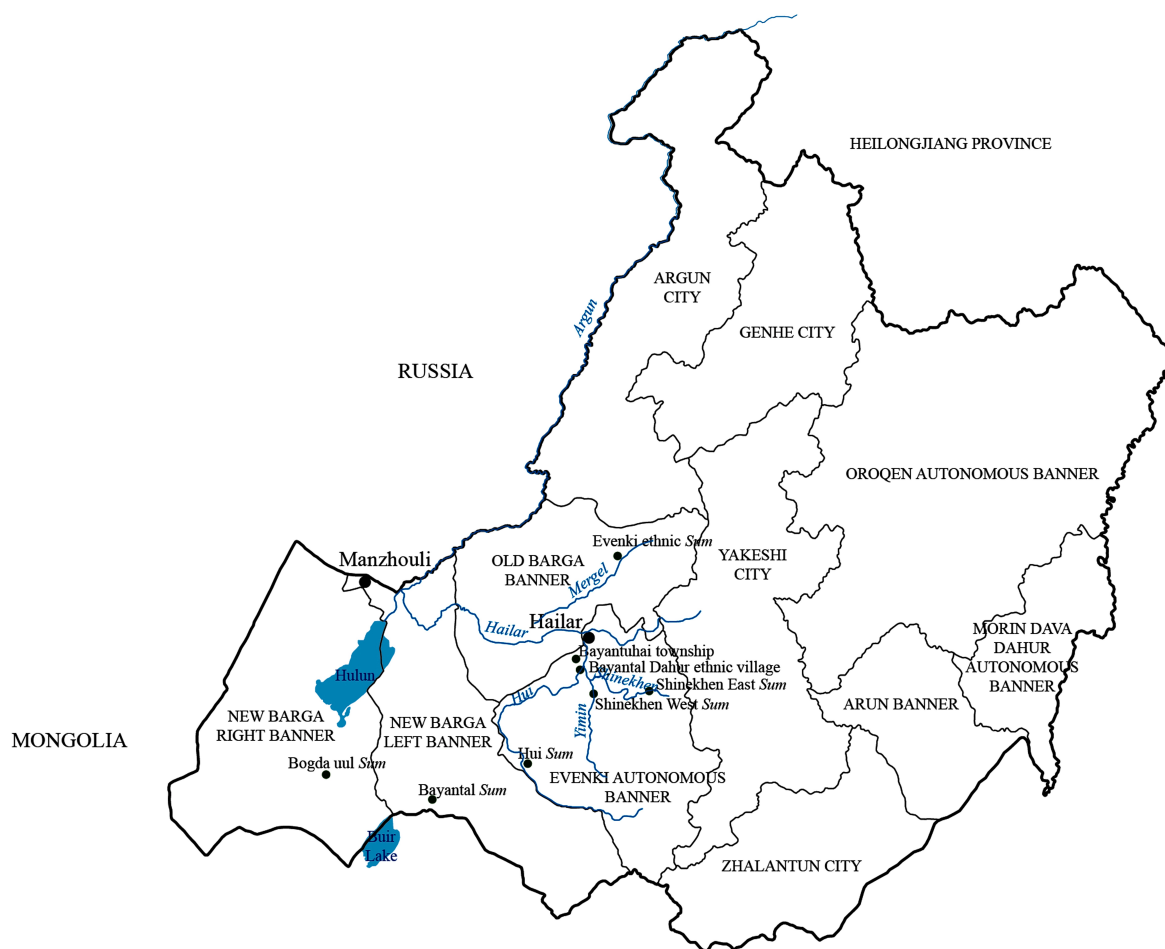 HEILONGJIANG PROVINCE
ARGUN
CITY
Argun
GENHE CITY
RUSSIA
OROQEN AUTONOMOUS BANNER
Evenki ethnic Sum
Manzhouli
OLD BARGA
BANNER
YAKESHI
CITY
Mergel
Hailar
Hailar
MORIN DAVA
DAHUR
AUTONOMOUS
BANNER
Bayantuhai township
Bayantal Dahur ethnic village
Hulun
Shinekhen
Shinekhen East Sum
Hui
Shinekhen West Sum
ARUN BANNER
NEW BARGA
RIGHT BANNER
NEW BARGA
LEFT BANNER
Yimin
MONGOLIA
Hui Sum
Bogda uul Sum
EVENKI AUTONOMOUS
BANNER
Bayantal Sum
Buir
Lake
ZHALANTUN CITY